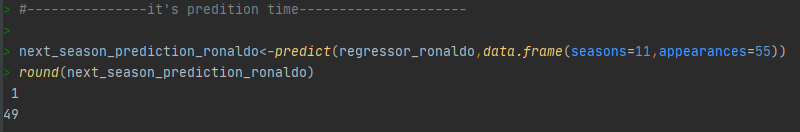 > #---------------it's predition time---------------------
>
> next_season_prediction_ronaldo<-predict(regressor_ronaldo,data.frame(seasons=11,appearances=55))
> round(next_season_prediction_ronaldo)
1
49